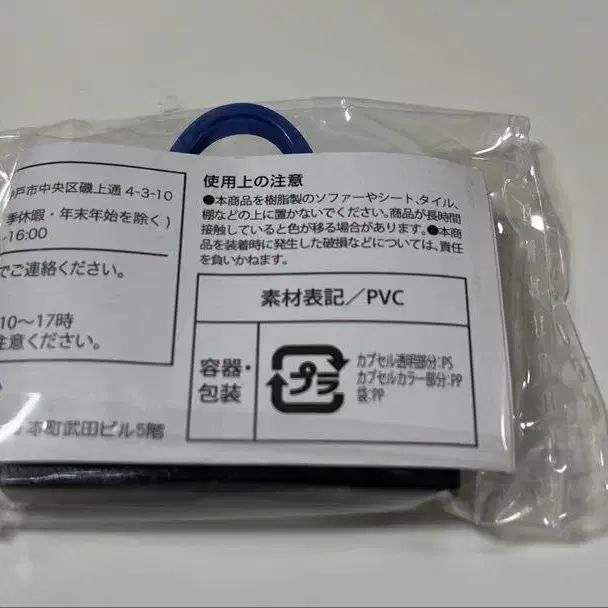 戸市中央区磯上通 4-3-10
季休暇・年末年始を除く)
-16:00
でご連絡ください。
10〜17時
注意ください。
本町武田ビル5階
使用上の注意
●本商品を樹脂製のソファーやシート、タイル、
棚などの上に置かないでください。商品が長時間
接触していると色が移る場合があります。●本商
品を装着時に発生した破損などについては、責任
を負いかねます。
素材表記/PVC
容器・
包装
プラ
カプセル透明部分:PS
カプセルカラー部分:PP
袋:PP